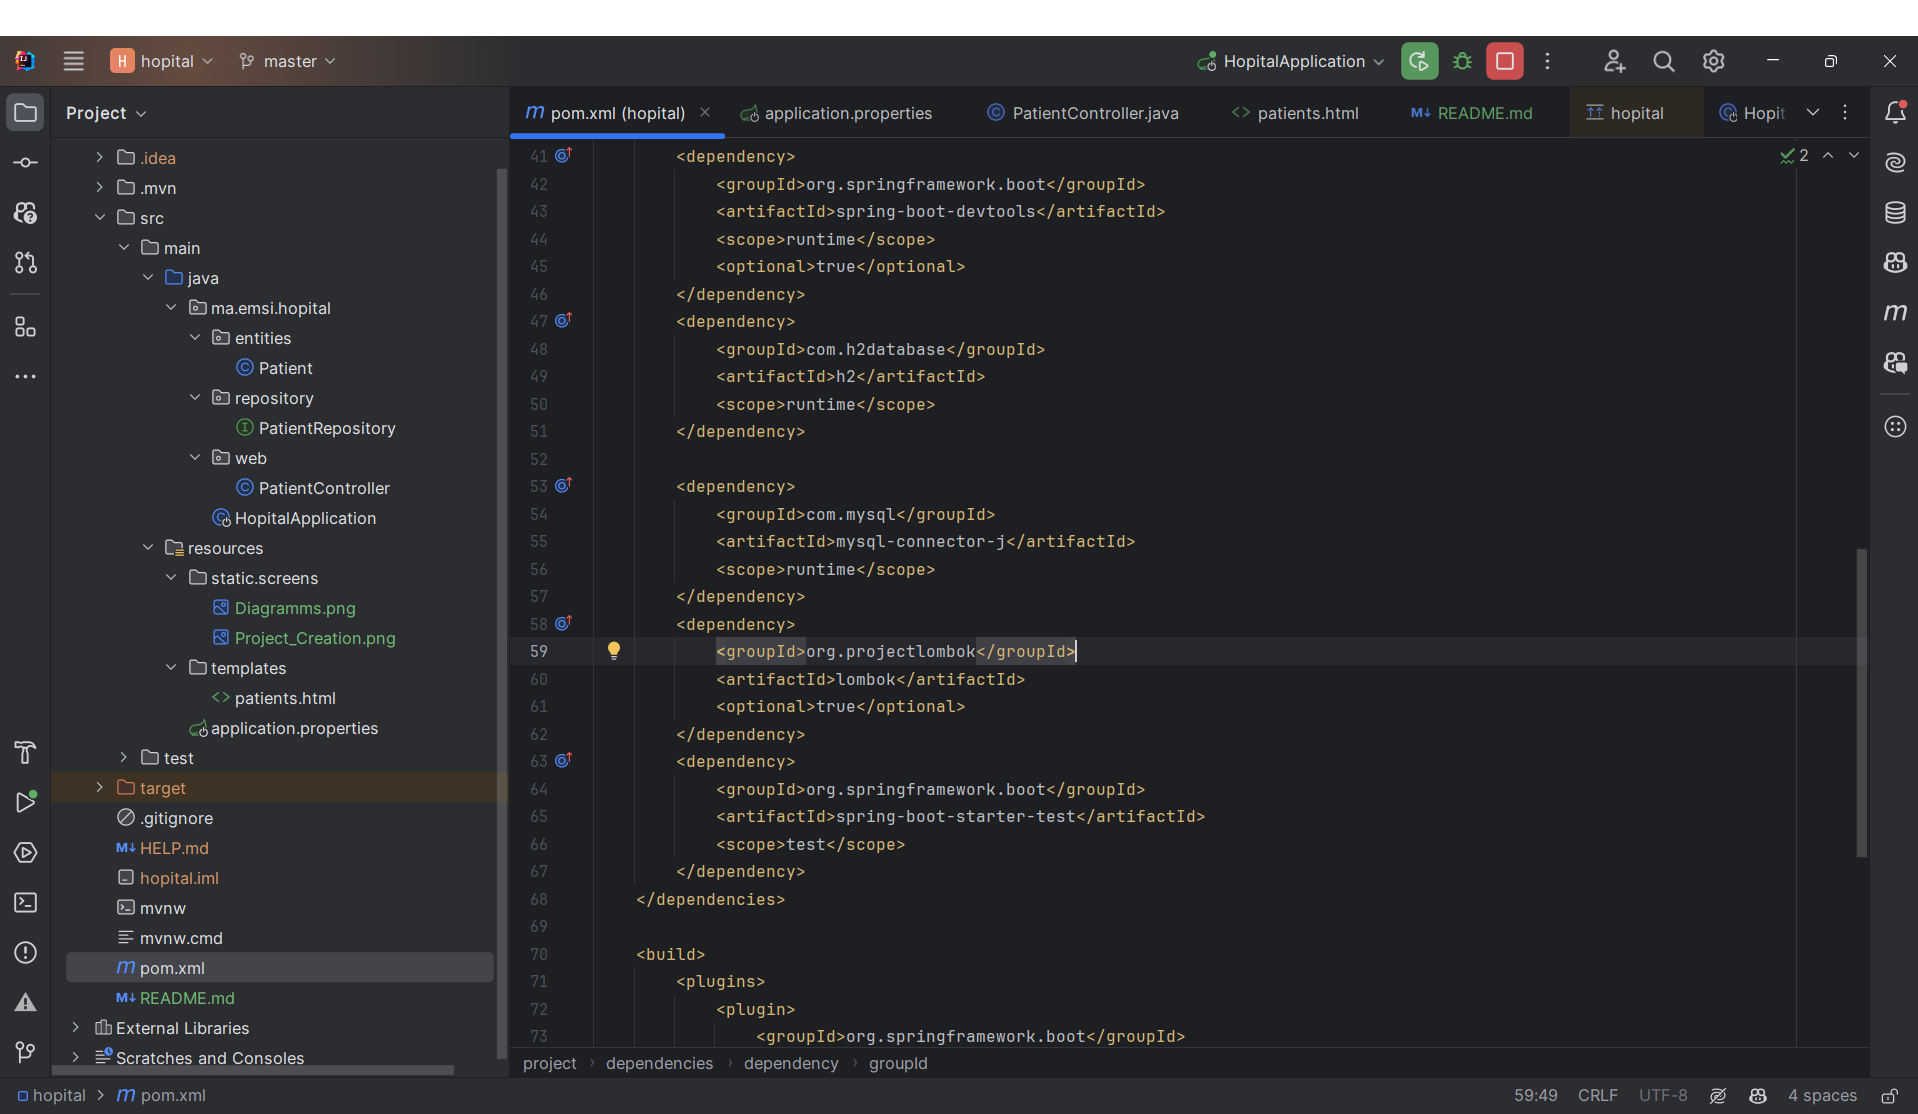 H hopital master HopitalApplication
Project
pom.xml (hopital) application.properties PatientController.java patients.html README.md hopital Hopit
.idea
.mvn
src
main
java
ma.emsi.hopital
entities
Patient
repository
PatientRepository
web
PatientController
HopitalApplication
resources
static.screens
Diagramms.png
Project_Creation.png
templates
patients.html
application.properties
test
target
.gitignore
HELP.md
hopital.iml
mvnw
mvnw.cmd
pom.xml
README.md
External Libraries
Scratches and Consoles
2
41 <dependency>
42 <groupId>org.springframework.boot</groupId>
43 <artifactId>spring-boot-devtools</artifactId>
44 <scope>runtime</scope>
45 <optional>true</optional>
46 </dependency>
47 <dependency>
48 <groupId>com.h2database</groupId>
49 <artifactId>h2</artifactId>
50 <scope>runtime</scope>
51 </dependency>
52
53 <dependency>
54 <groupId>com.mysql</groupId>
55 <artifactId>mysql-connector-j</artifactId>
56 <scope>runtime</scope>
57 </dependency>
58 <dependency>
59 <groupId>org.projectlombok</groupId>
60 <artifactId>lombok</artifactId>
61 <optional>true</optional>
62 </dependency>
63 <dependency>
64 <groupId>org.springframework.boot</groupId>
65 <artifactId>spring-boot-starter-test</artifactId>
66 <scope>test</scope>
67 </dependency>
68 </dependencies>
69
70 <build>
71 <plugins>
72 <plugin>
73 <groupId>org.springframework.boot</groupId>
project › dependencies › dependency › groupId
hopital > pom.xml 59:49 CRLF UTF-8 4 spaces